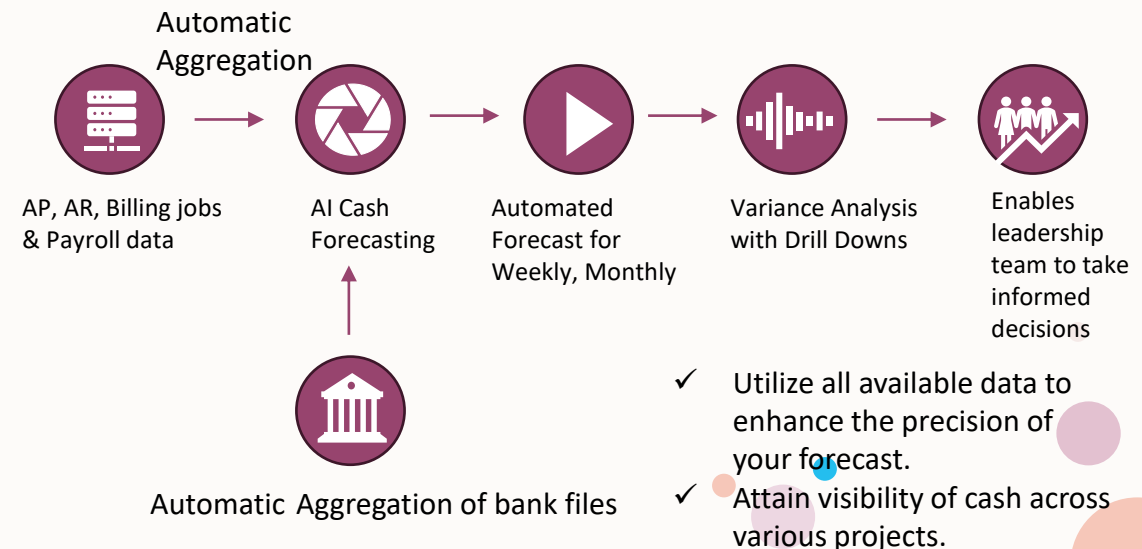 Automatic
Aggregation
AP, AR, Billing jobs
& Payroll data
AI Cash
Forecasting
Automated
Forecast for
Weekly, Monthly
Variance Analysis
with Drill Downs
Enables
leadership
team to take
informed
decisions
Automatic Aggregation of bank files
✓ Utilize all available data to
enhance the precision of
your forecast.
✓ Attain visibility of cash across
various projects.